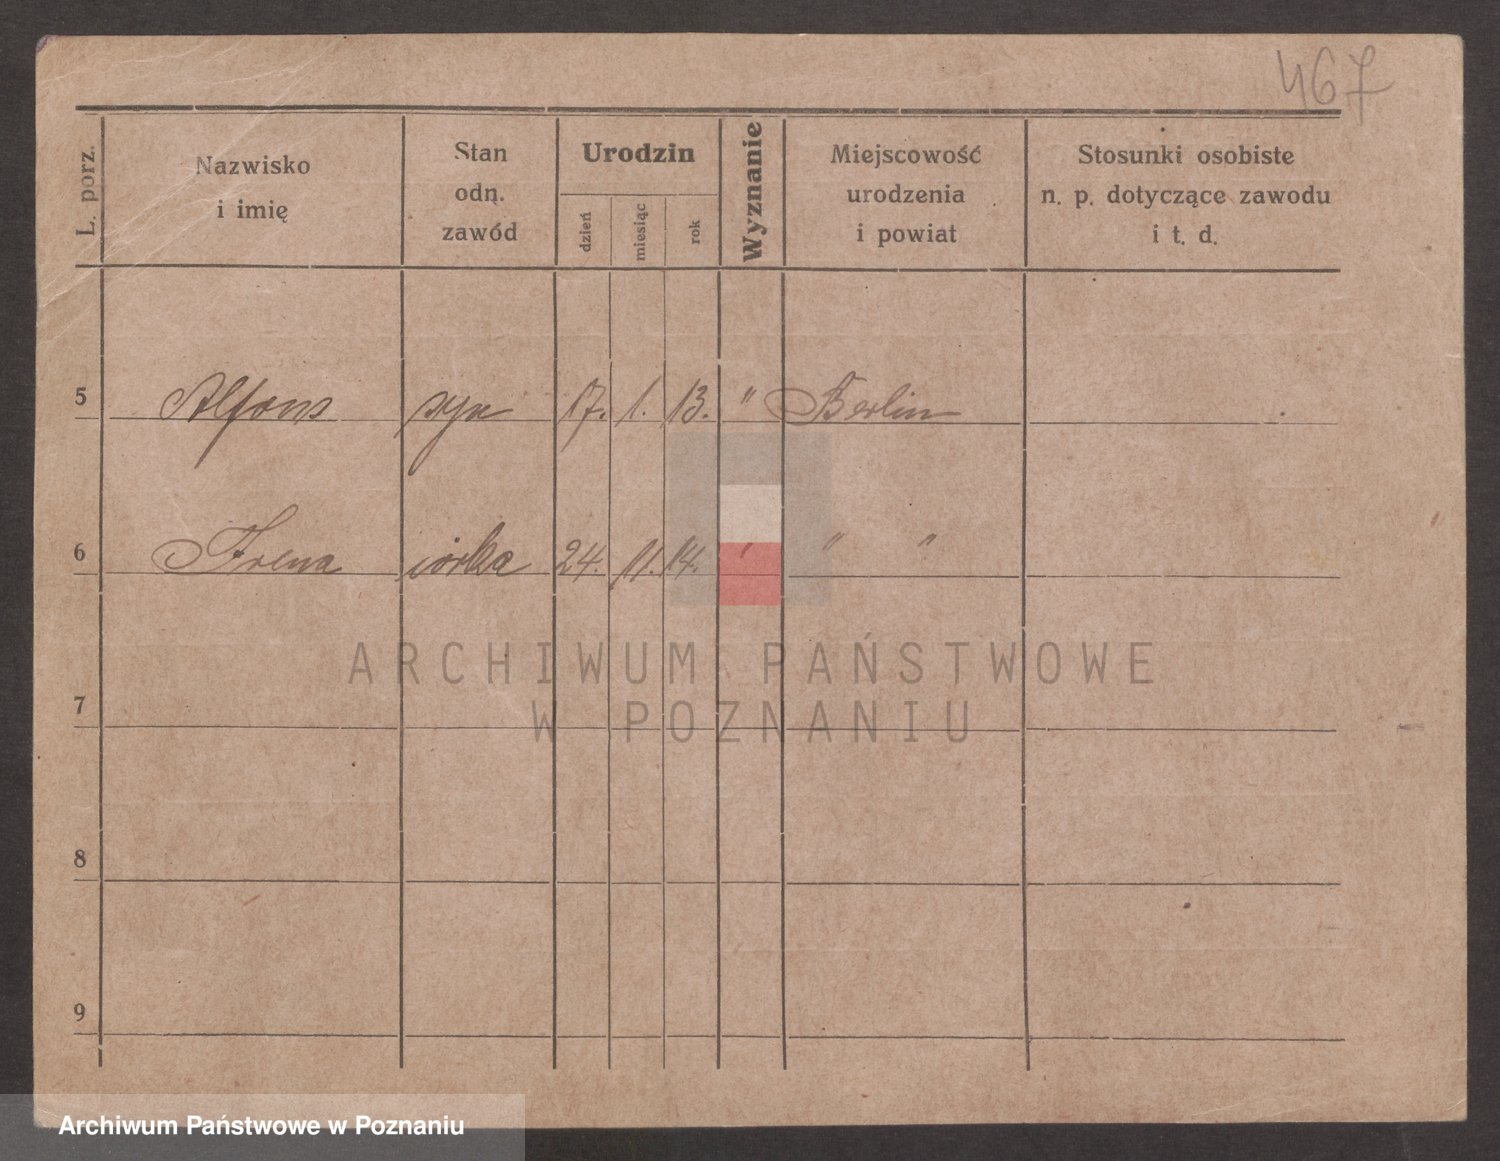 467
L. porz.
Nazwisko
i imię
Stan
odn.
zawód
Urodzin
dzień
miesiąc
rok
Wyznanie
Miejscowość
urodzenia
i powiat
Stosunki osobiste
n. p. dotyczące zawodu
i t. d.
5 Alfons syn 17. 1. 13. " Berlin
6 Irena córka 24. 11. 14. " " "
ARCHIWUM PAŃSTWOWE
W POZNANIU
7
8
9
Archiwum Państwowe w Poznaniu